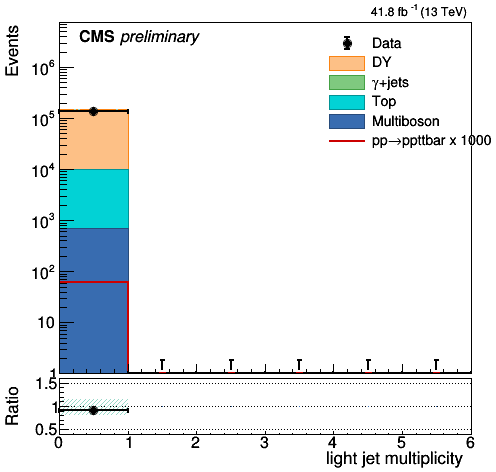 41.8 fb⁻¹ (13 TeV)
CMS preliminary
Events
Data
DY
γ+jets
Top
Multiboson
pp→ppttbar x 1000
10⁶
10⁵
10⁴
10³
10²
10
1
Ratio
1.5
1
0.5
0 1 2 3 4 5 6
light jet multiplicity